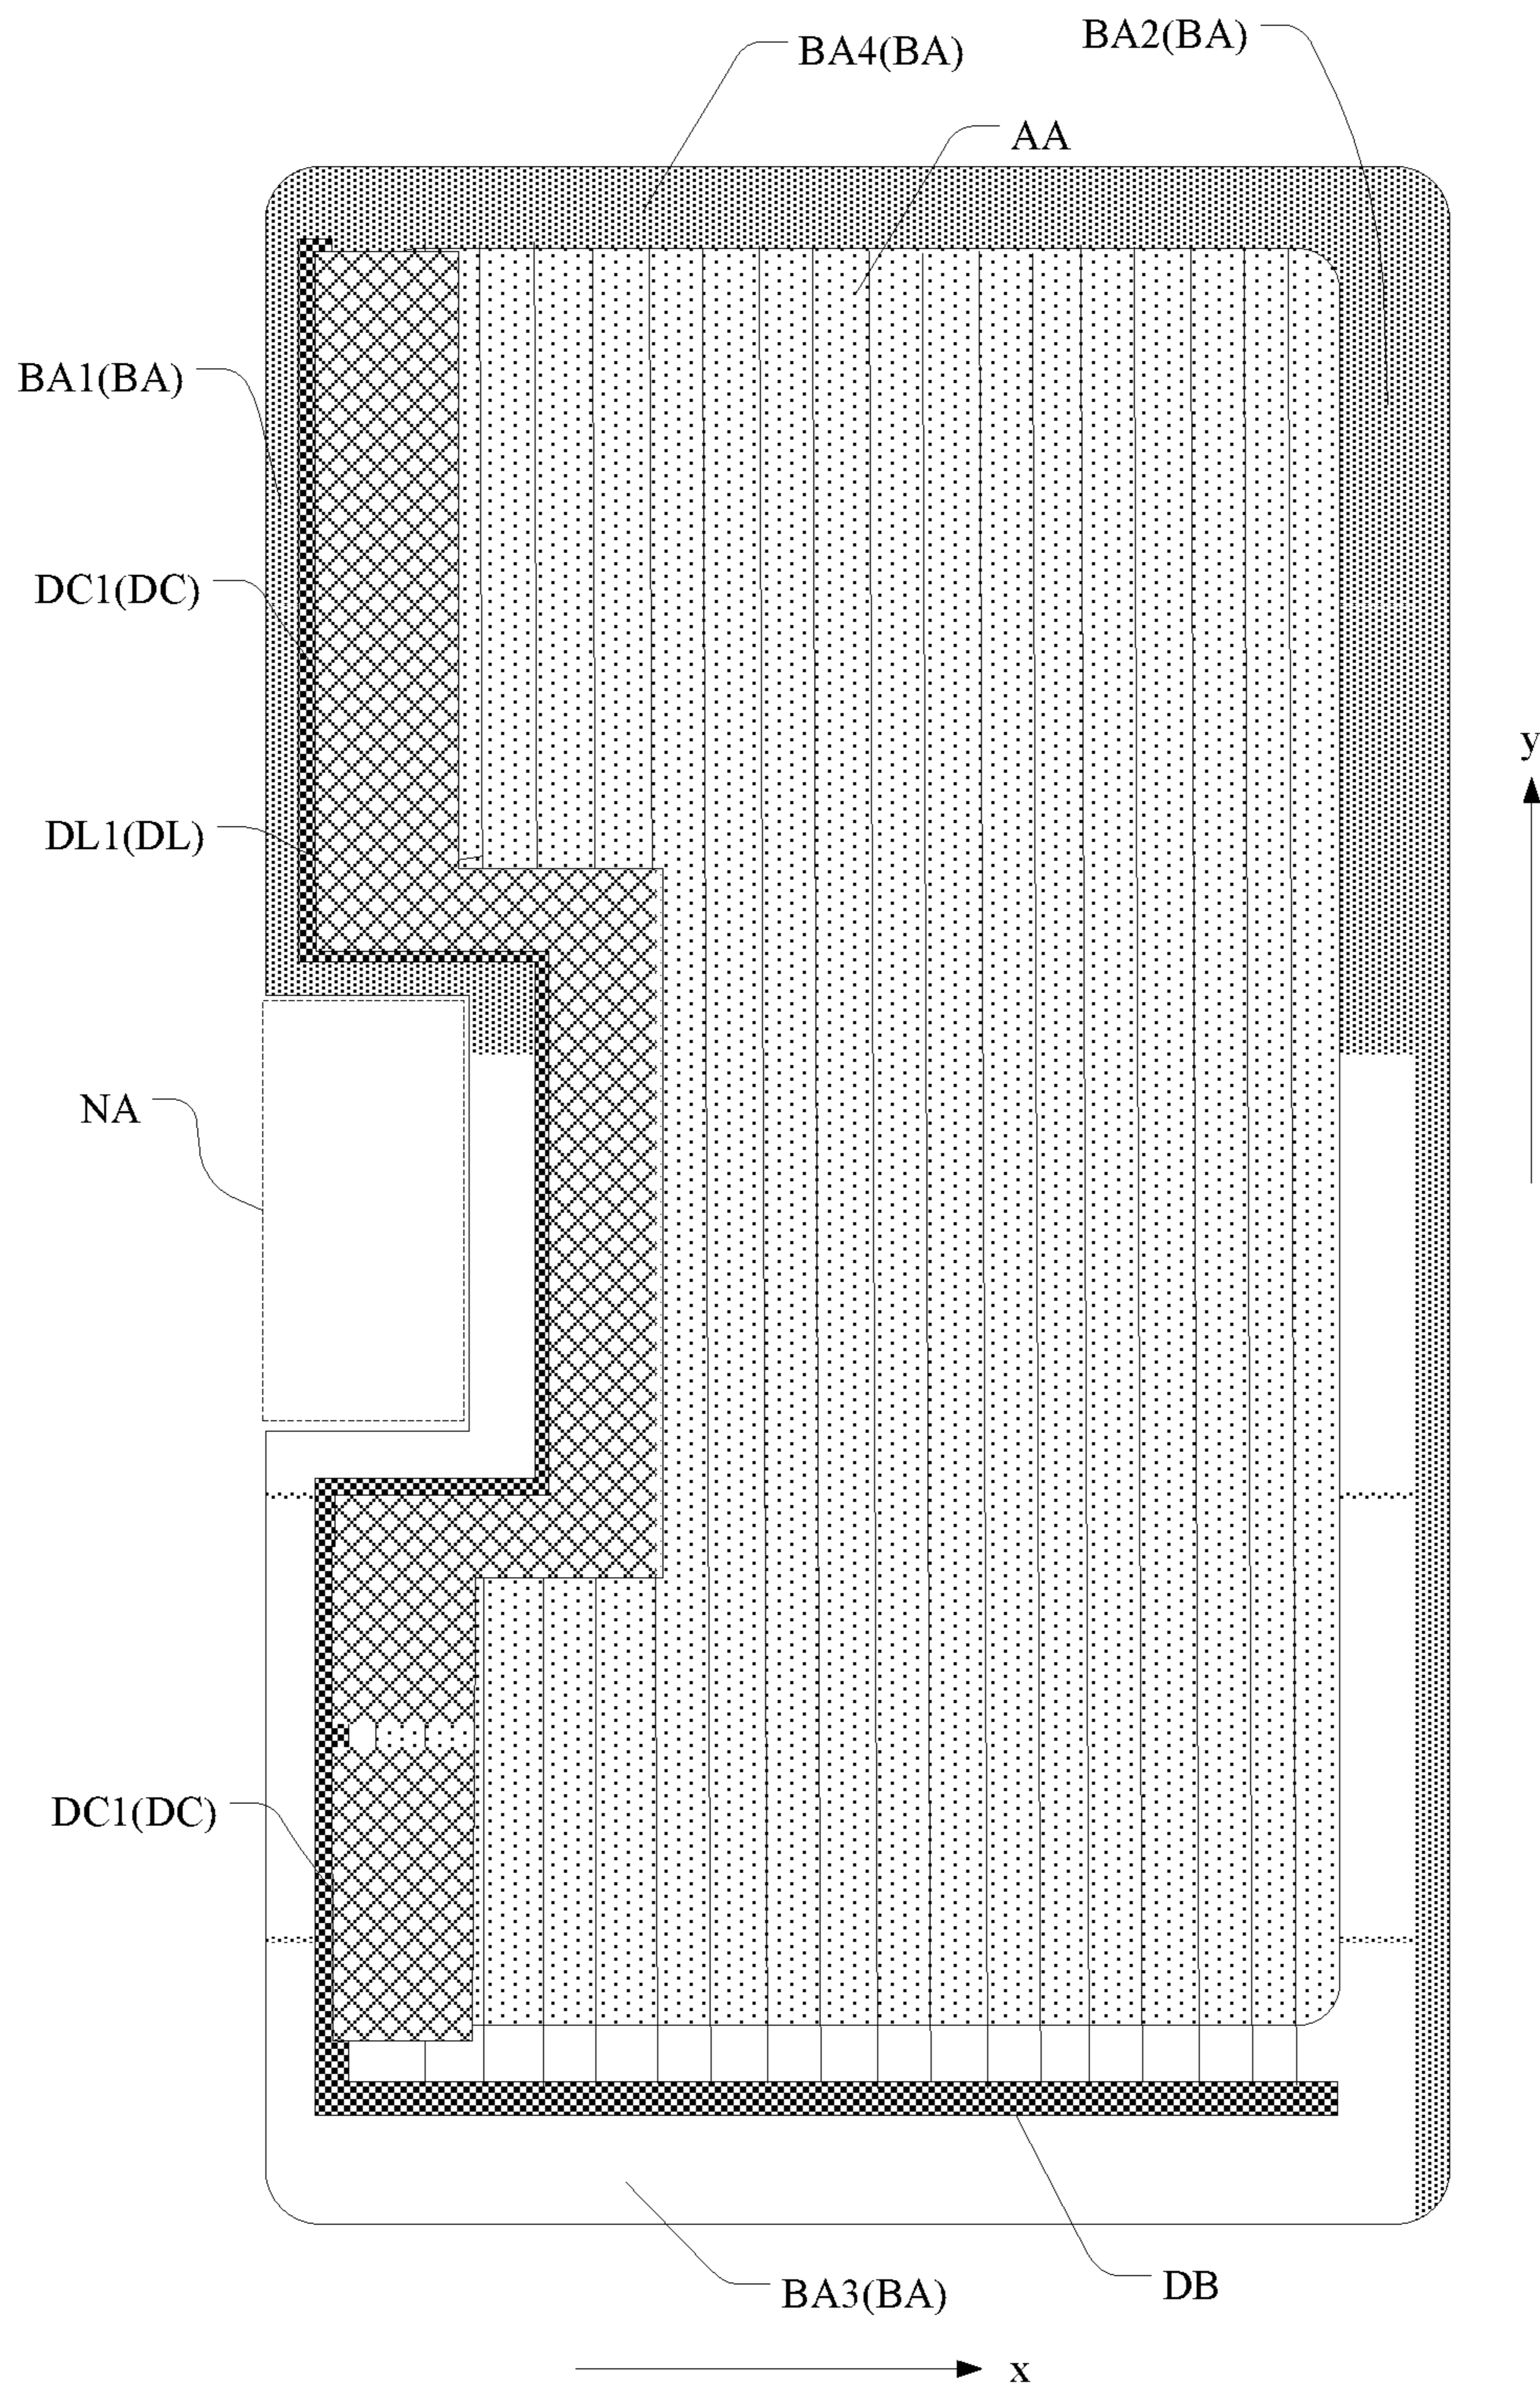 BA2(BA)
BA4(BA)
AA
BA1(BA)
DC1(DC)
y
DL1(DL)
NA
DC1(DC)
DB
BA3(BA)
x